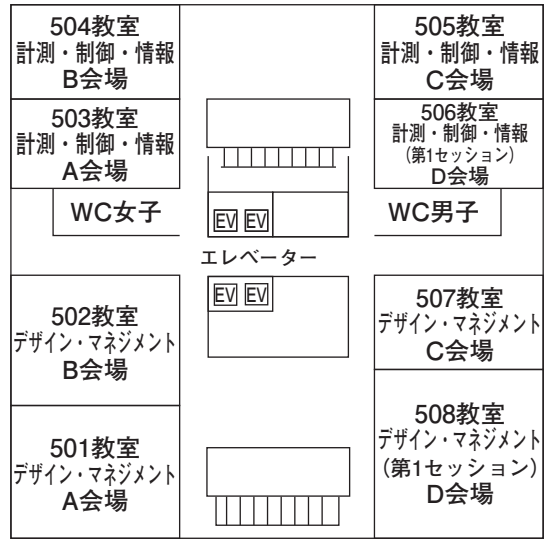 504教室
計測・制御・情報
B会場
503教室
計測・制御・情報
A会場
WC女子
505教室
計測・制御・情報
C会場
506教室
計測・制御・情報
(第1セッション)
D会場
WC男子
EV EV
エレベーター
EV EV
502教室
デザイン・マネジメント
B会場
501教室
デザイン・マネジメント
A会場
507教室
デザイン・マネジメント
C会場
508教室
デザイン・マネジメント
(第1セッション)
D会場